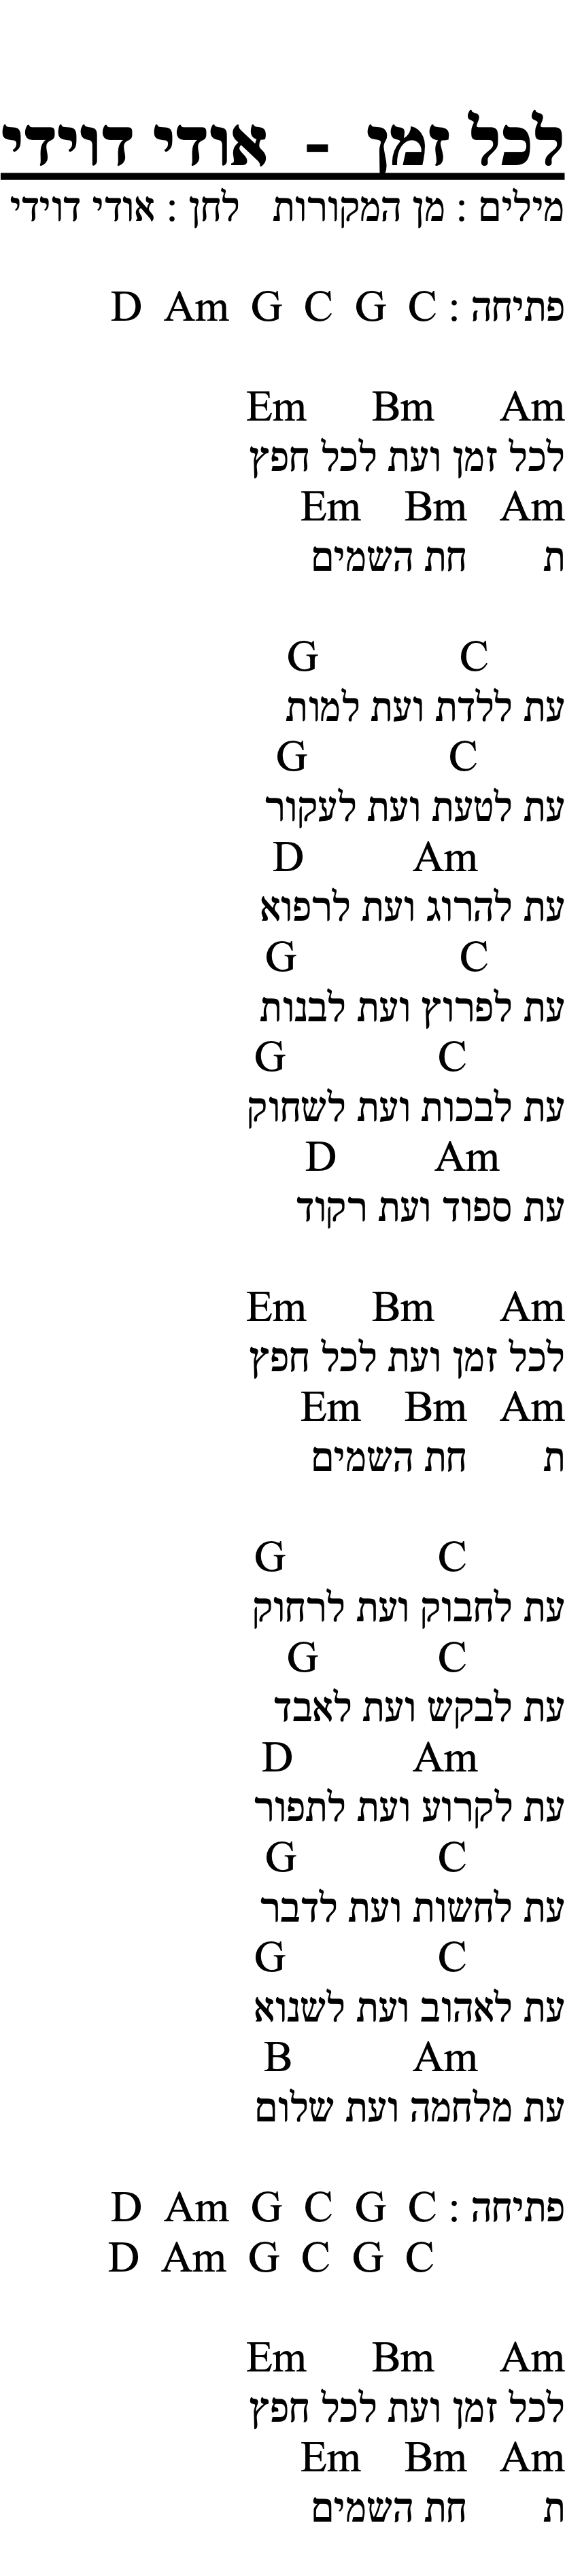 לכל זמן - אודי דוידי
מילים : מן המקורות   לחן : אודי דוידי
פתיחה : D Am G C G C
Em Bm Am
לכל זמן ועת לכל חפץ
Em Bm Am
ת חת השמים
G C
עת ללדת ועת למות
G C
עת לטעת ועת לעקור
D Am
עת להרוג ועת לרפוא
G C
עת לפרוץ ועת לבנות
G C
עת לבכות ועת לשחוק
D Am
עת ספוד ועת רקוד
Em Bm Am
לכל זמן ועת לכל חפץ
Em Bm Am
ת חת השמים
G C
עת לחבוק ועת לרחוק
G C
עת לבקש ועת לאבד
D Am
עת לקרוע ועת לתפור
G C
עת לחשות ועת לדבר
G C
עת לאהוב ועת לשנוא
B Am
עת מלחמה ועת שלום
פתיחה : D Am G C G C
D Am G C G C
Em Bm Am
לכל זמן ועת לכל חפץ
Em Bm Am
ת חת השמים